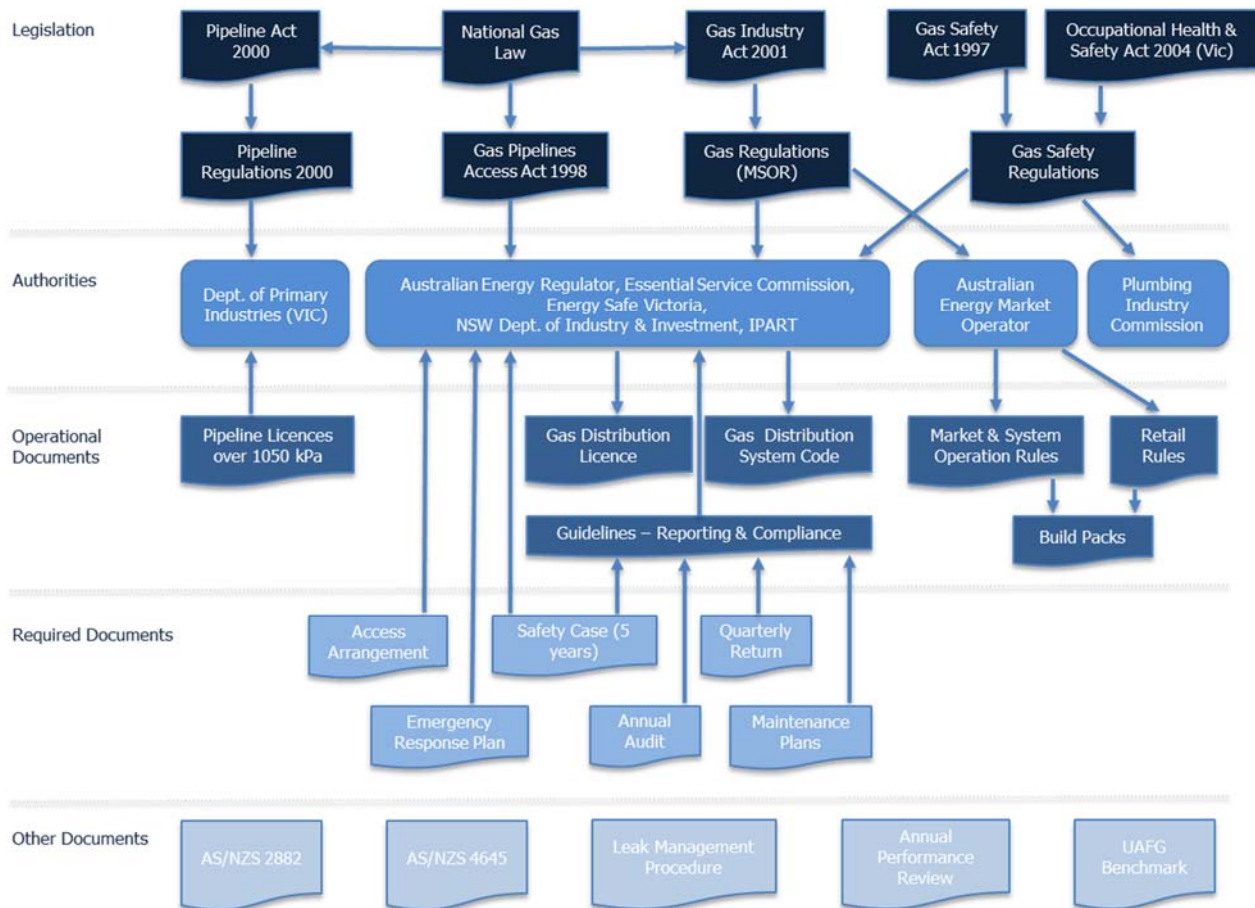 Legislation
Pipeline Act
2000
National Gas
Law
Gas Industry
Act 2001
Gas Safety
Act 1997
Occupational Health &
Safety Act 2004 (Vic)
Pipeline
Regulations 2000
Gas Pipelines
Access Act 1998
Gas Regulations
(MSOR)
Gas Safety
Regulations
Authorities
Dept. of Primary
Industries (VIC)
Australian Energy Regulator, Essential Service Commission,
Energy Safe Victoria,
NSW Dept. of Industry & Investment, IPART
Australian
Energy Market
Operator
Plumbing
Industry
Commission
Operational
Documents
Pipeline Licences
over 1050 kPa
Gas Distribution
Licence
Gas Distribution
System Code
Market & System
Operation Rules
Retail
Rules
Guidelines – Reporting & Compliance
Build Packs
Required Documents
Access
Arrangement
Safety Case (5
years)
Quarterly
Return
Emergency
Response Plan
Annual
Audit
Maintenance
Plans
Other Documents
AS/NZS 2882
AS/NZS 4645
Leak Management
Procedure
Annual
Performance
Review
UAFG
Benchmark